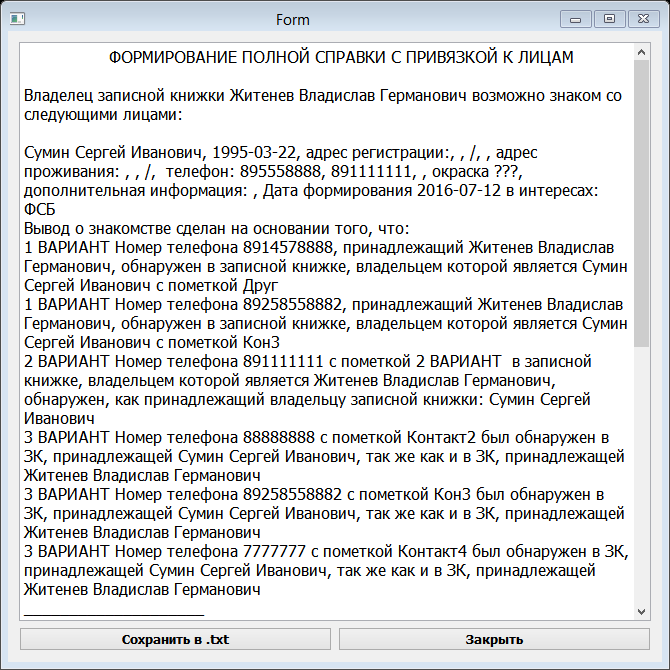 Form
ФОРМИРОВАНИЕ ПОЛНОЙ СПРАВКИ С ПРИВЯЗКОЙ К ЛИЦАМ
Владелец записной книжки Житенев Владислав Германович возможно знаком со
следующими лицами:
Сумин Сергей Иванович, 1995-03-22, адрес регистрации:, , /, , адрес
проживания: , , /,  телефон: 895558888, 891111111, , окраска ???,
дополнительная информация: , Дата формирования 2016-07-12 в интересах:
ФСБ
Вывод о знакомстве сделан на основании того, что:
1 ВАРИАНТ Номер телефона 8914578888, принадлежащий Житенев Владислав
Германович, обнаружен в записной книжке, владельцем которой является Сумин
Сергей Иванович с пометкой Друг
1 ВАРИАНТ Номер телефона 89258558882, принадлежащий Житенев Владислав
Германович, обнаружен в записной книжке, владельцем которой является Сумин
Сергей Иванович с пометкой Кон3
2 ВАРИАНТ Номер телефона 891111111 с пометкой 2 ВАРИАНТ  в записной
книжке, владельцем которой является Житенев Владислав Германович,
обнаружен, как принадлежащий владельцу записной книжки: Сумин Сергей
Иванович
3 ВАРИАНТ Номер телефона 88888888 с пометкой Контакт2 был обнаружен в
ЗК, принадлежащей Сумин Сергей Иванович, так же как и в ЗК, принадлежащей
Житенев Владислав Германович
3 ВАРИАНТ Номер телефона 89258558882 с пометкой Кон3 был обнаружен в
ЗК, принадлежащей Сумин Сергей Иванович, так же как и в ЗК, принадлежащей
Житенев Владислав Германович
3 ВАРИАНТ Номер телефона 7777777 с пометкой Контакт4 был обнаружен в ЗК,
принадлежащей Сумин Сергей Иванович, так же как и в ЗК, принадлежащей
Житенев Владислав Германович
______________________
Сохранить в .txt
Закрыть